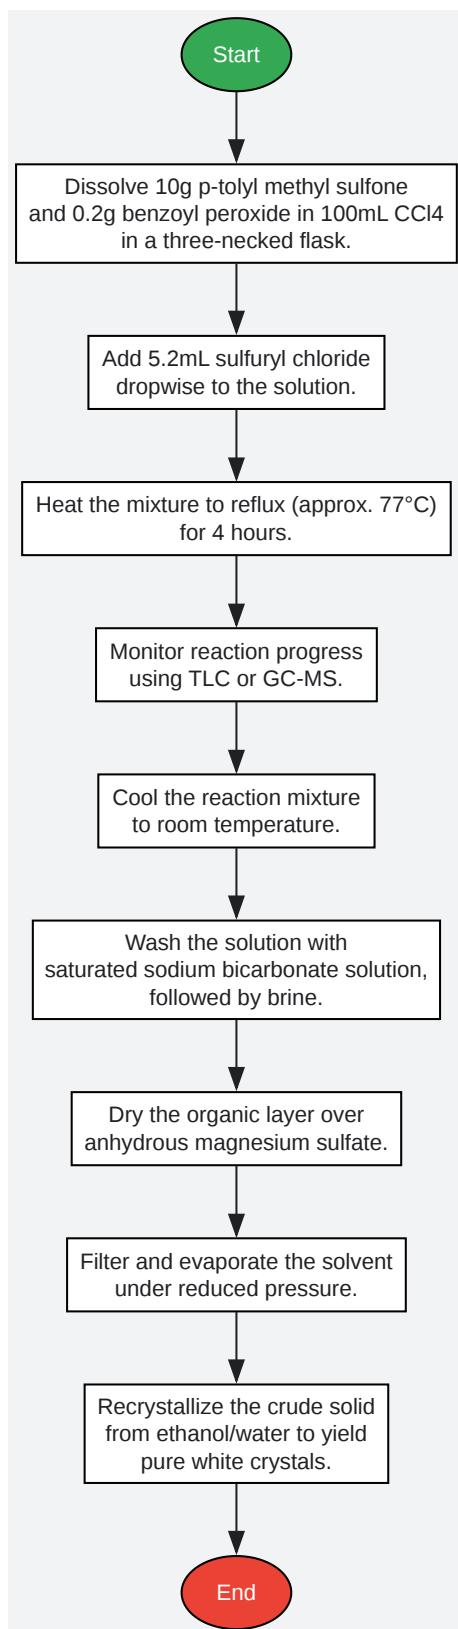 Start
Dissolve 10g p-tolyl methyl sulfone
and 0.2g benzoyl peroxide in 100mL CCl4
in a three-necked flask.
Add 5.2mL sulfuryl chloride
dropwise to the solution.
Heat the mixture to reflux (approx. 77°C)
for 4 hours.
Monitor reaction progress
using TLC or GC-MS.
Cool the reaction mixture
to room temperature.
Wash the solution with
saturated sodium bicarbonate solution,
followed by brine.
Dry the organic layer over
anhydrous magnesium sulfate.
Filter and evaporate the solvent
under reduced pressure.
Recrystallize the crude solid
from ethanol/water to yield
pure white crystals.
End